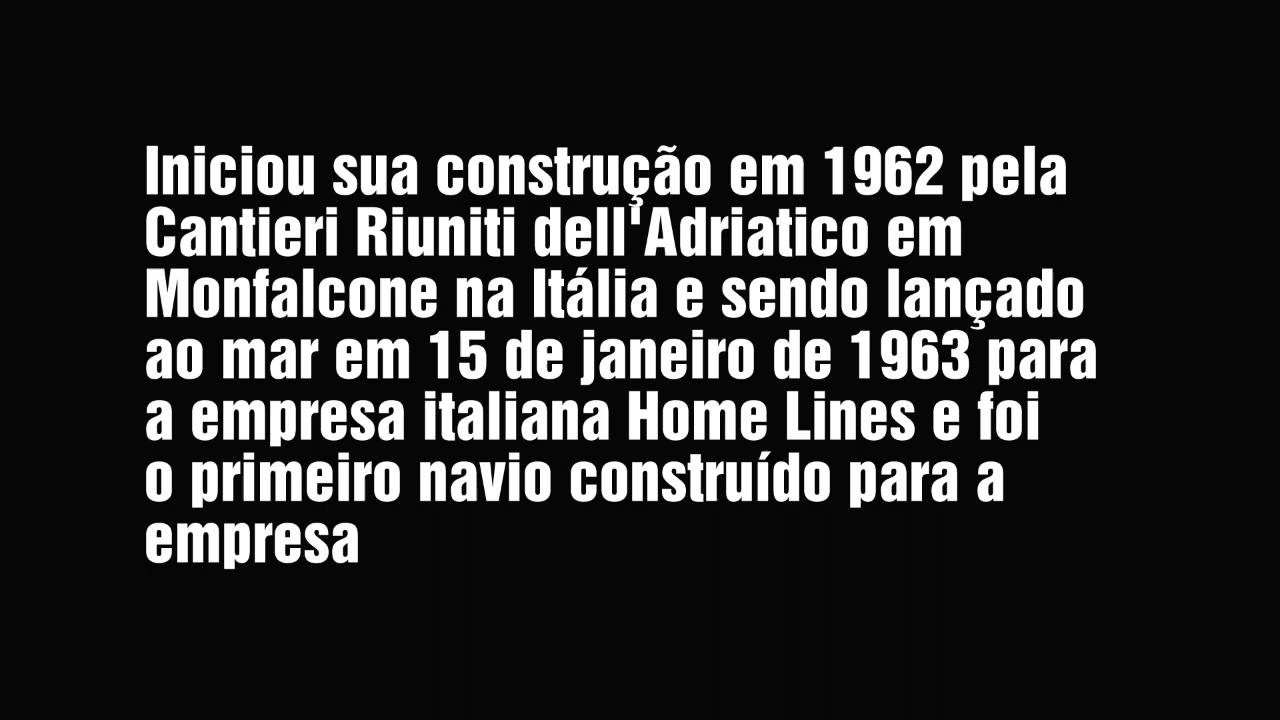 Iniciou sua construção em 1962 pela
Cantieri Riuniti dell'Adriatico em
Monfalcone na Itália e sendo lançado
ao mar em 15 de janeiro de 1963 para
a empresa italiana Home Lines e foi
o primeiro navio construído para a
empresa